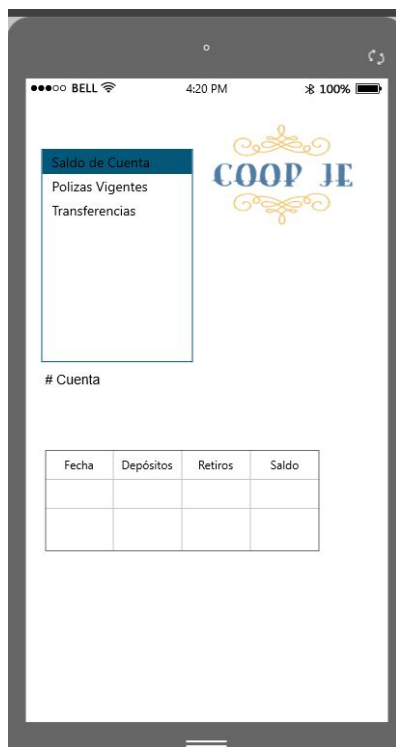 ●●●○○ BELL 4:20 PM 100%
Saldo de Cuenta
Polizas Vigentes
Transferencias
COOP JE
# Cuenta
Fecha Depósitos Retiros Saldo